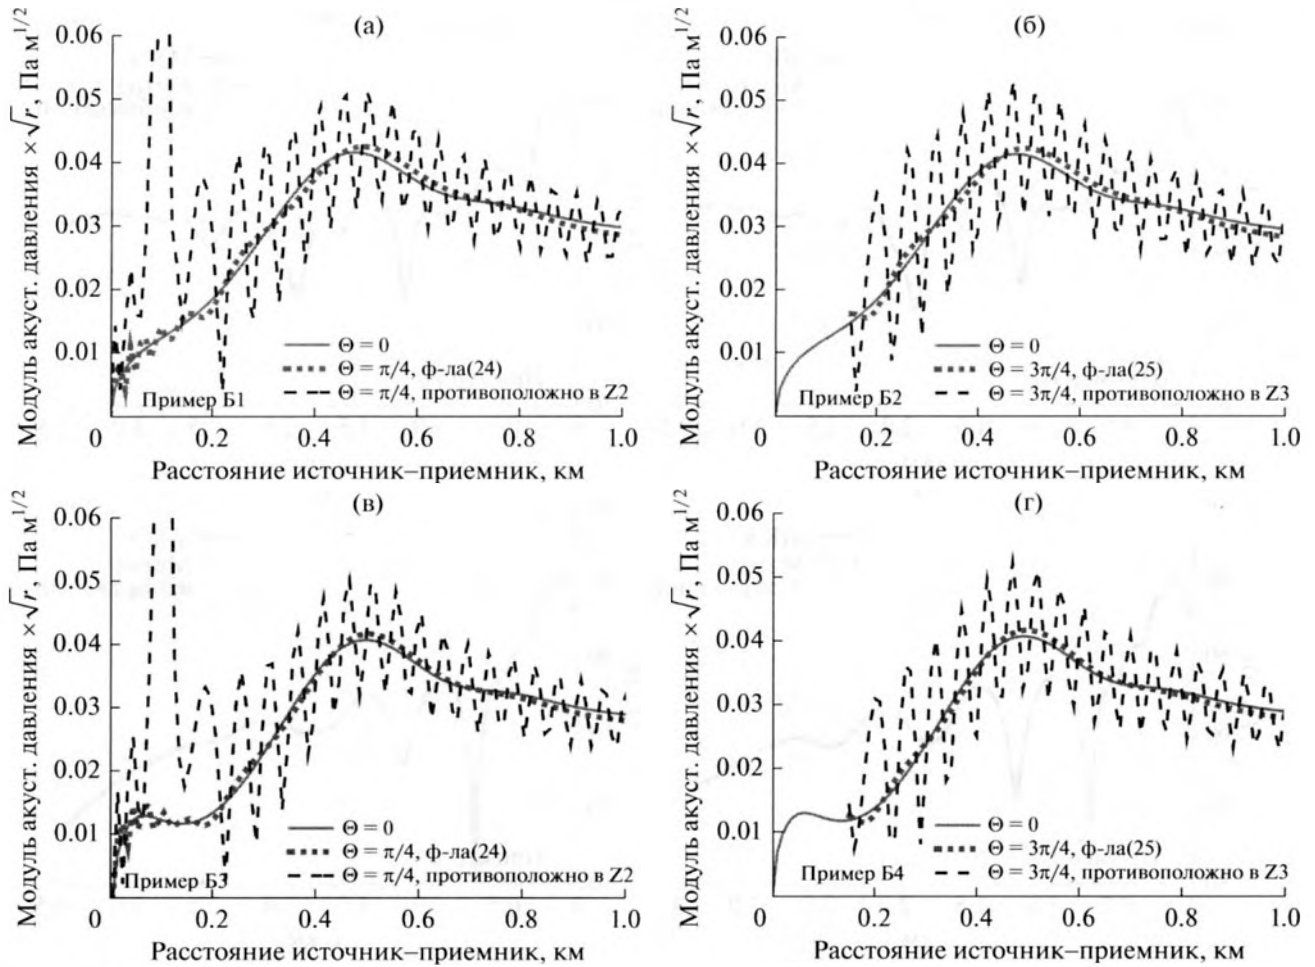 (а)
Модуль акуст. давления ×√r, Па м^1/2
0.06
0.05
0.04
0.03
0.02
0.01
Θ = 0
Θ = π/4, ф-ла(24)
Θ = π/4, противоположно в Z2
Пример Б1
0 0.2 0.4 0.6 0.8 1.0
Расстояние источник–приемник, км
(б)
Модуль акуст. давления ×√r, Па м^1/2
0.06
0.05
0.04
0.03
0.02
0.01
Θ = 0
Θ = 3π/4, ф-ла(25)
Θ = 3π/4, противоположно в Z3
Пример Б2
0 0.2 0.4 0.6 0.8 1.0
Расстояние источник–приемник, км
(в)
Модуль акуст. давления ×√r, Па м^1/2
0.06
0.05
0.04
0.03
0.02
0.01
Θ = 0
Θ = π/4, ф-ла(24)
Θ = π/4, противоположно в Z2
Пример Б3
0 0.2 0.4 0.6 0.8 1.0
Расстояние источник–приемник, км
(г)
Модуль акуст. давления ×√r, Па м^1/2
0.06
0.05
0.04
0.03
0.02
0.01
Θ = 0
Θ = 3π/4, ф-ла(25)
Θ = 3π/4, противоположно в Z3
Пример Б4
0 0.2 0.4 0.6 0.8 1.0
Расстояние источник–приемник, км